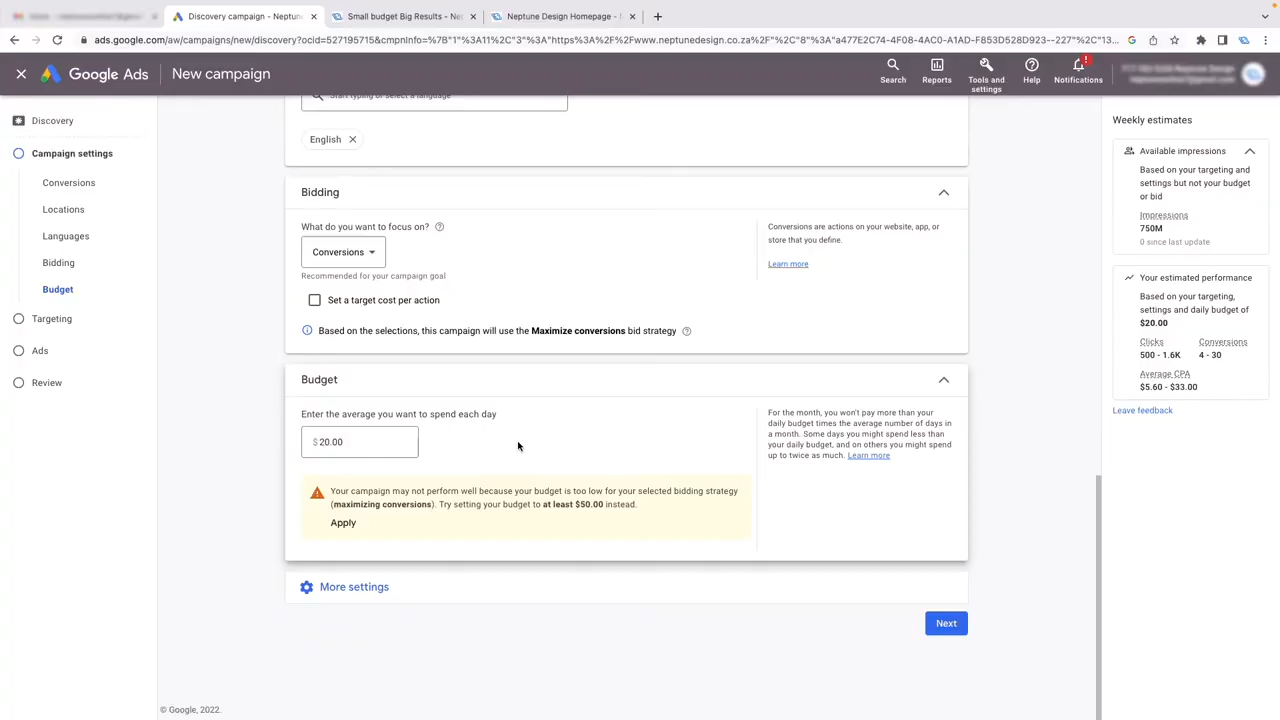 Discovery campaign - Neptun
Small budget Big Results - Ne
Neptune Design Homepage -
ads.google.com/aw/campaigns/new/discovery?ocid=527195715&cmpnInfo=%7B"1"%3A11%2C"3"%3A"https%3A%2F%2Fwww.neptunedesign.co.za%2F"%2C"8"%3A"a477E2C74-4F08-4AC0-A1AD-F853D528D923--227"%2C"13...
Google Ads
New campaign
Search
Reports
Tools and
settings
Help
Notifications
Discovery
Campaign settings
Conversions
Locations
Languages
Bidding
Budget
Targeting
Ads
Review
Start typing or select a language
English
Bidding
What do you want to focus on?
Conversions
Recommended for your campaign goal
Set a target cost per action
Based on the selections, this campaign will use the Maximize conversions bid strategy
Conversions are actions on your website, app, or
store that you define.
Learn more
Budget
Enter the average you want to spend each day
$ 20.00
Your campaign may not perform well because your budget is too low for your selected bidding strategy
(maximizing conversions). Try setting your budget to at least $50.00 instead.
Apply
For the month, you won't pay more than your
daily budget times the average number of days in
a month. Some days you might spend less than
your daily budget, and on others you might spend
up to twice as much. Learn more
More settings
Next
Weekly estimates
Available impressions
Based on your targeting and
settings but not your budget
or bid
Impressions
750M
0 since last update
Your estimated performance
Based on your targeting,
settings and daily budget of
$20.00
Clicks Conversions
500 - 1.6K 4 - 30
Average CPA
$5.60 - $33.00
Leave feedback
© Google, 2022.